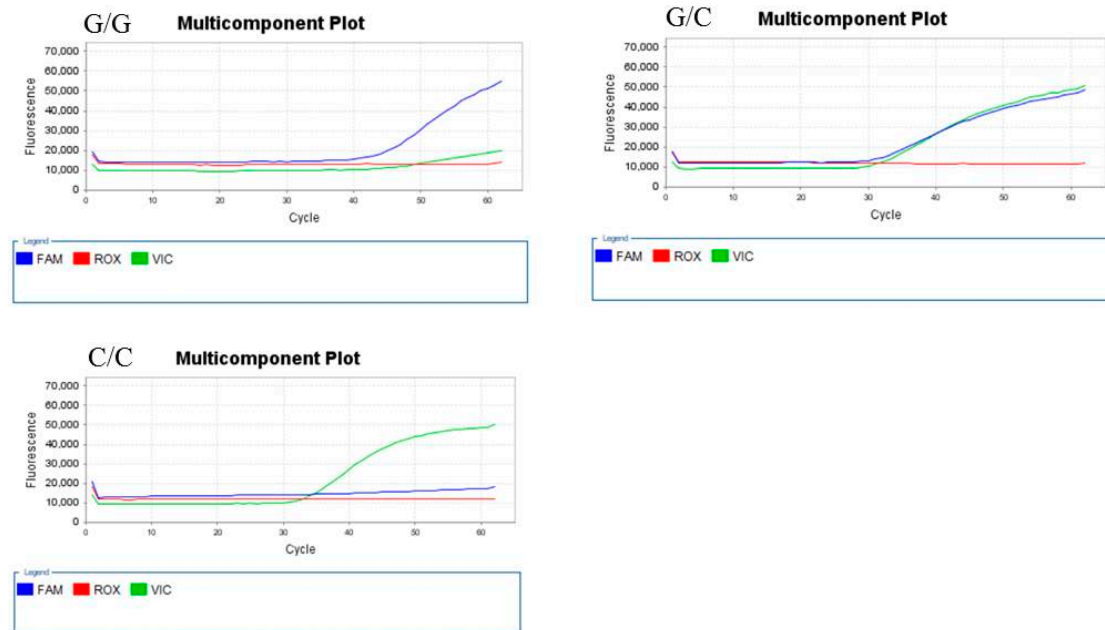 G/G
Multicomponent Plot
70,000
60,000
50,000
40,000
30,000
20,000
10,000
0
Fluorescence
0 10 20 30 40 50 60
Cycle
Legend
FAM ROX VIC
G/C
Multicomponent Plot
70,000
60,000
50,000
40,000
30,000
20,000
10,000
0
Fluorescence
0 10 20 30 40 50 60
Cycle
Legend
FAM ROX VIC
C/C
Multicomponent Plot
70,000
60,000
50,000
40,000
30,000
20,000
10,000
0
Fluorescence
0 10 20 30 40 50 60
Cycle
Legend
FAM ROX VIC